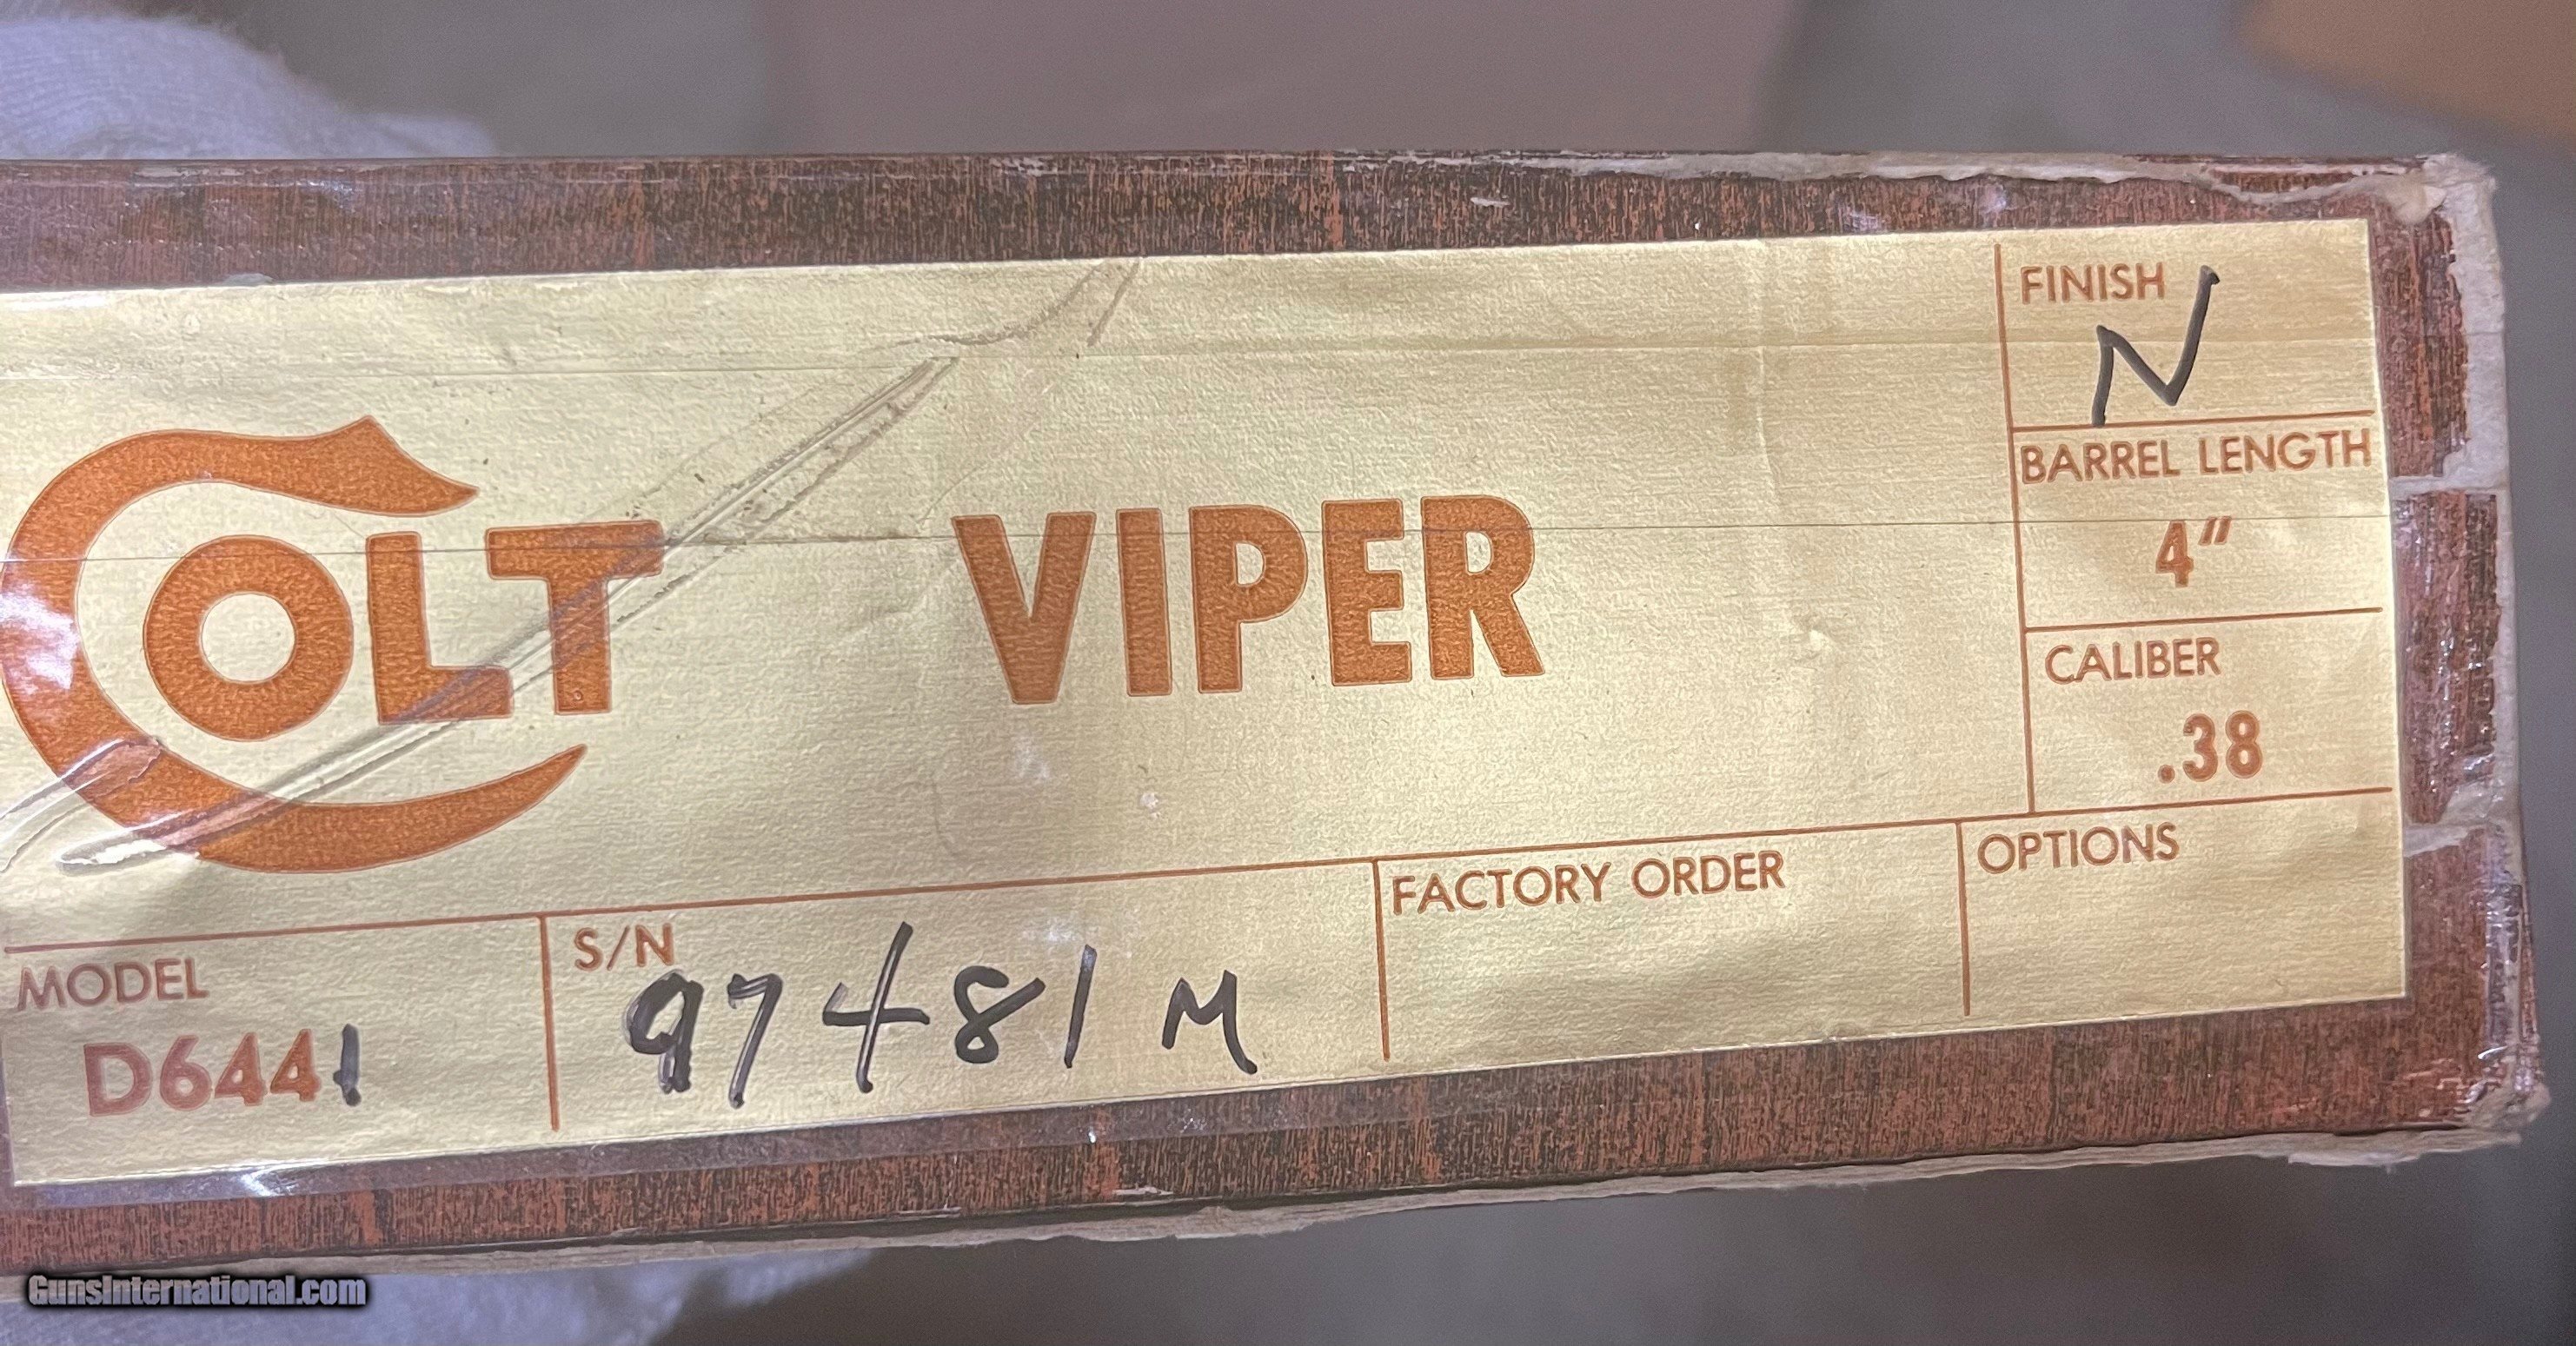 COLT VIPER
FINISH
N
BARREL LENGTH
4"
CALIBER
.38
MODEL
D6441
S/N
97481M
FACTORY ORDER
OPTIONS
GunsInternational.com